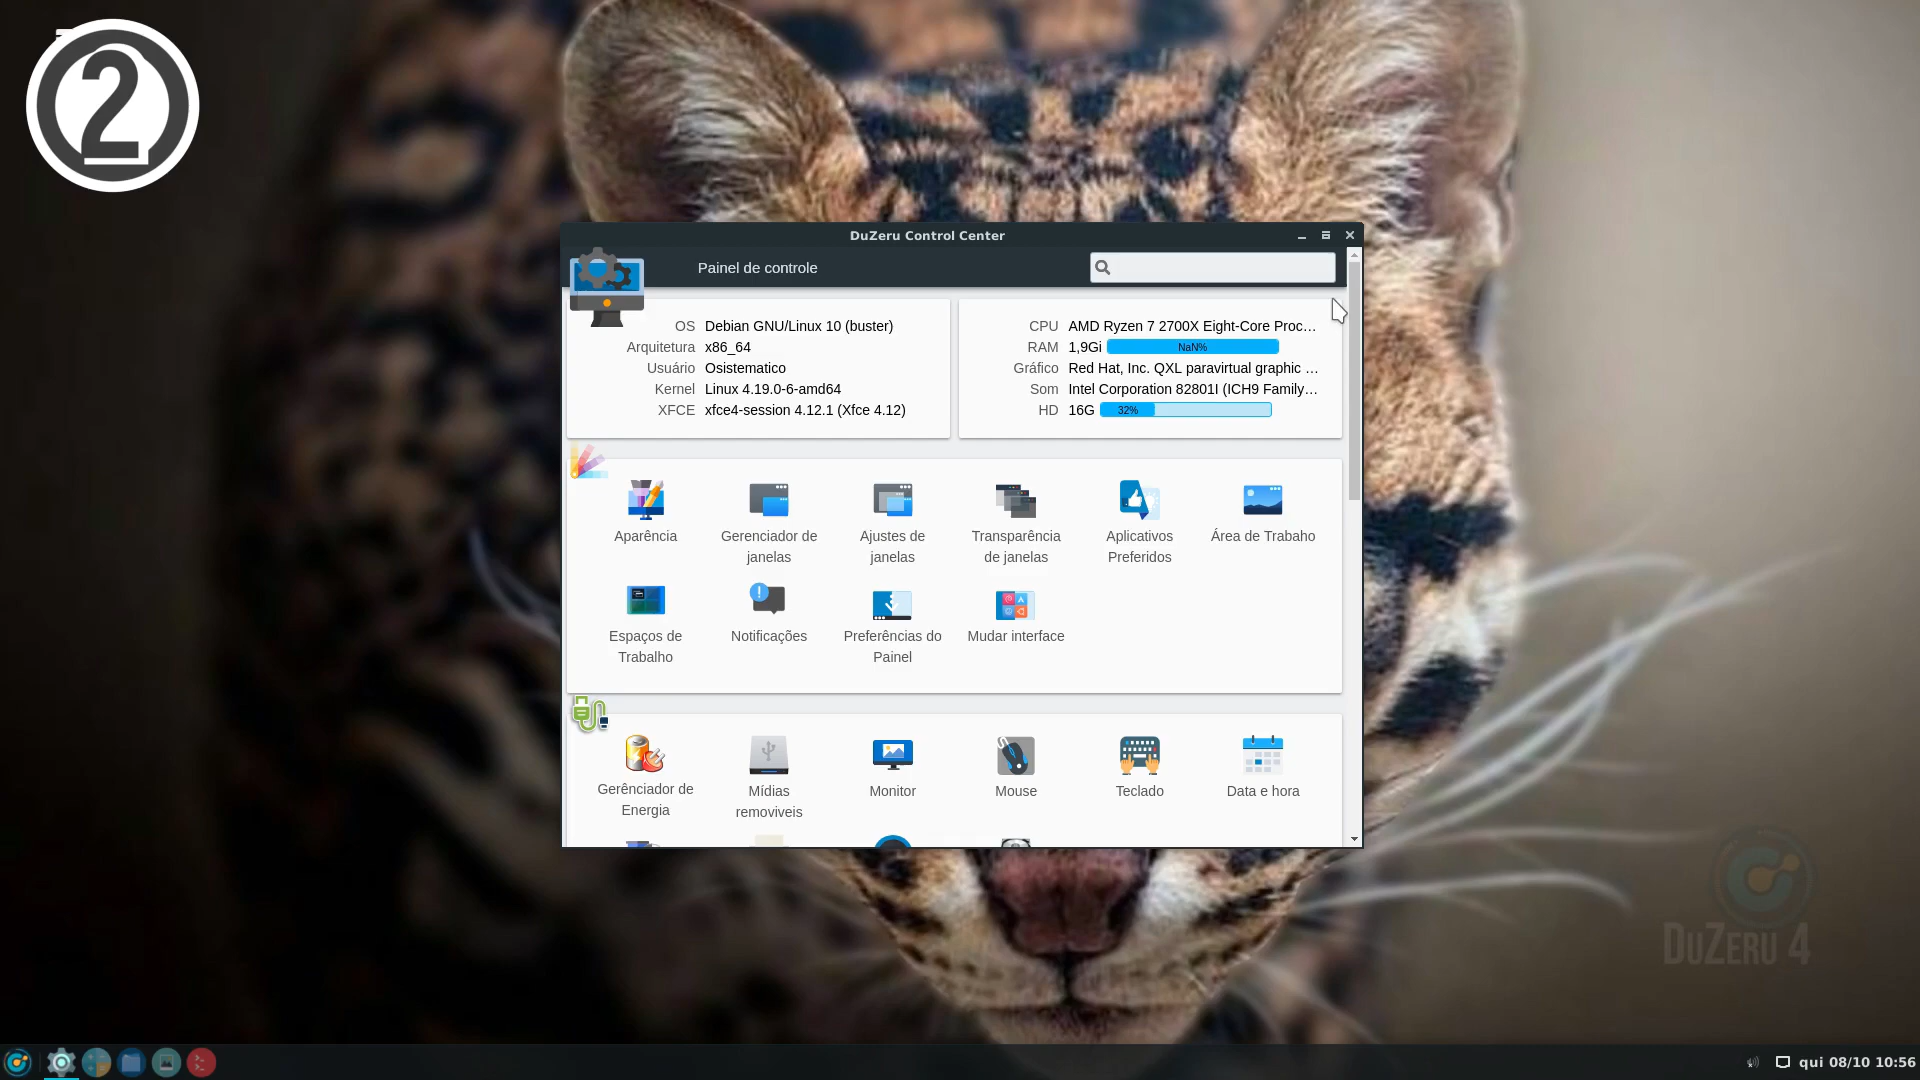 2
DuZeru Control Center
Painel de controle
OS Debian GNU/Linux 10 (buster)
Arquitetura x86_64
Usuário Osistematico
Kernel Linux 4.19.0-6-amd64
XFCE xfce4-session 4.12.1 (Xfce 4.12)
CPU AMD Ryzen 7 2700X Eight-Core Proc…
RAM 1,9Gi NaN%
Gráfico Red Hat, Inc. QXL paravirtual graphic …
Som Intel Corporation 82801I (ICH9 Family…
HD 16G 32%
Aparência
Gerenciador de
janelas
Ajustes de
janelas
Transparência
de janelas
Aplicativos
Preferidos
Área de Trabaho
Espaços de
Trabalho
Notificações
Preferências do
Painel
Mudar interface
Gerênciador de
Energia
Mídias
removiveis
Monitor
Mouse
Teclado
Data e hora
DuZeru 4
qui 08/10 10:56